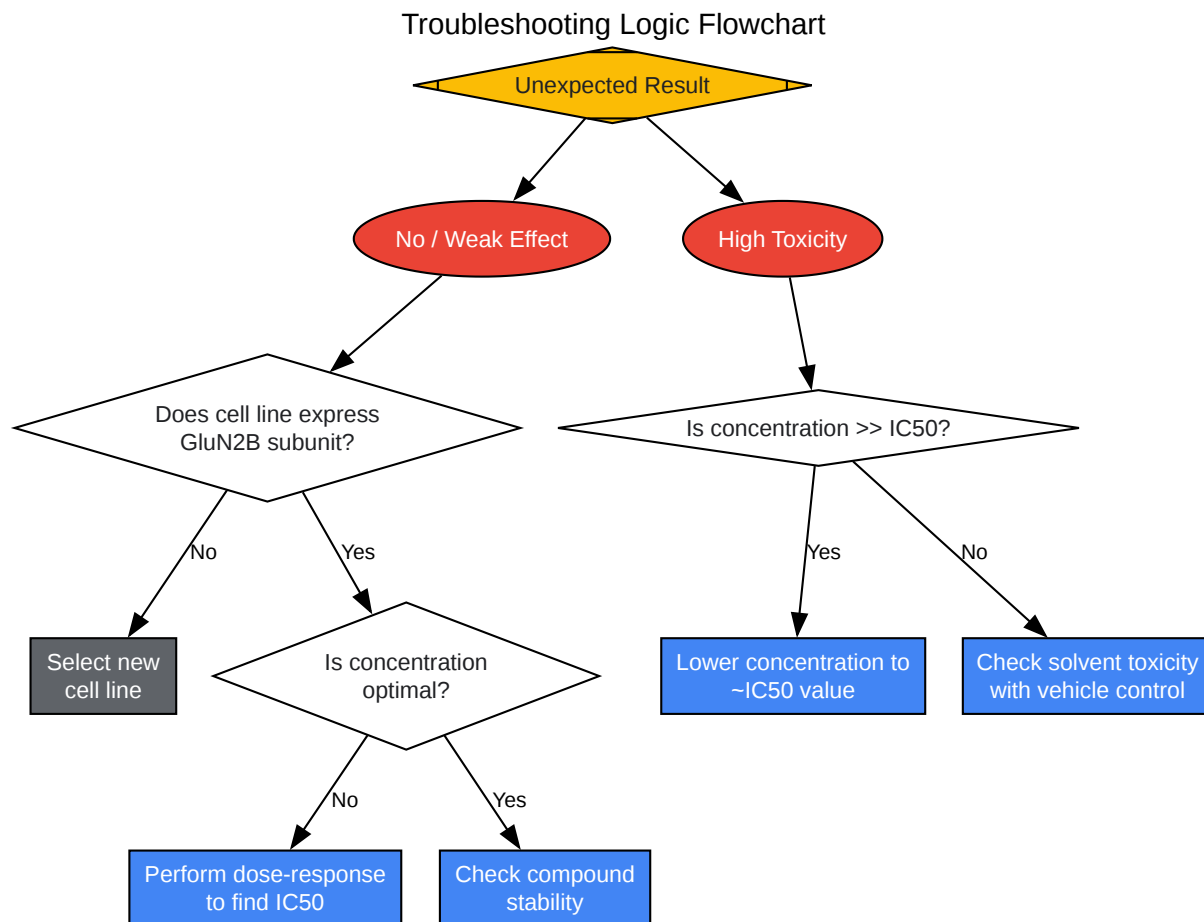 Troubleshooting Logic Flowchart
Unexpected Result
No / Weak Effect
High Toxicity
Does cell line express
GluN2B subunit?
Is concentration >> IC50?
No
Yes
Yes
No
Select new
cell line
Is concentration
optimal?
Lower concentration to
~IC50 value
Check solvent toxicity
with vehicle control
No
Yes
Perform dose-response
to find IC50
Check compound
stability